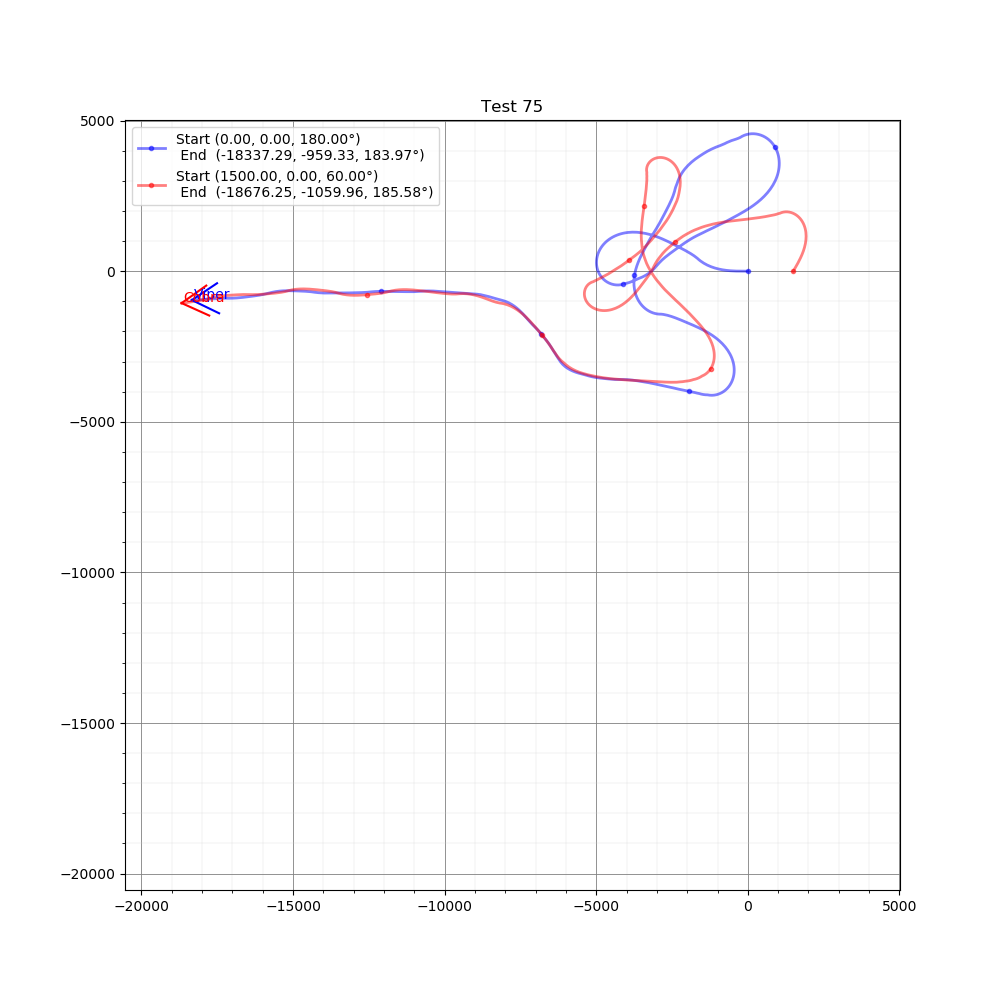 Test 75
Start (0.00, 0.00, 180.00°)
End  (-18337.29, -959.33, 183.97°)
Start (1500.00, 0.00, 60.00°)
End  (-18676.25, -1059.96, 185.58°)
5000
0
−5000
−10000
−15000
−20000
Viper
−20000
−15000
−10000
−5000
0
5000